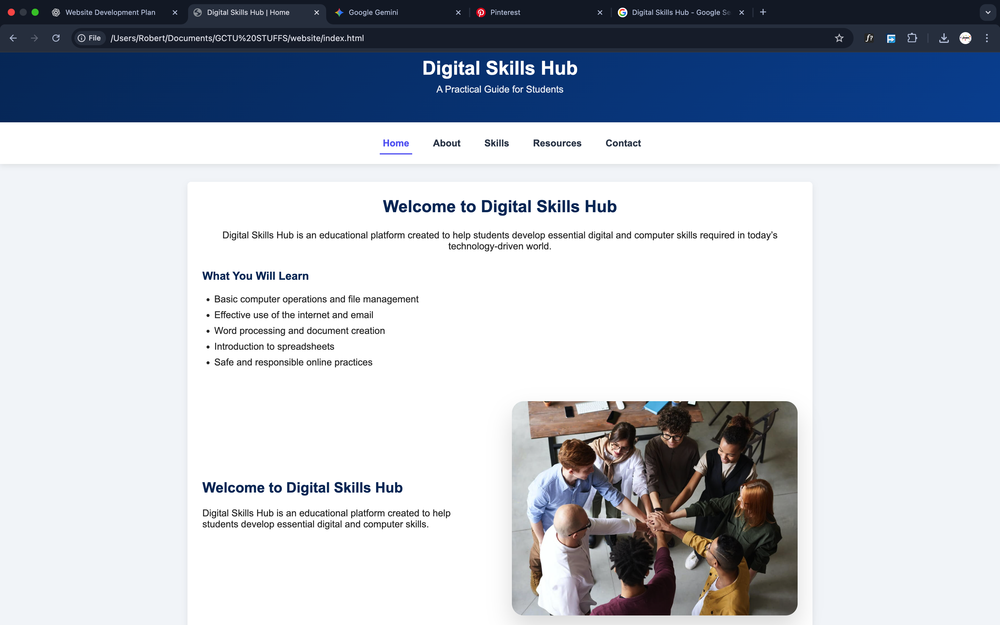 Website Development Plan
Digital Skills Hub | Home
Google Gemini
Pinterest
Digital Skills Hub - Google Se
File
/Users/Robert/Documents/GCTU%20STUFFS/website/index.html
f?
Digital Skills Hub
A Practical Guide for Students
Home
About
Skills
Resources
Contact
Welcome to Digital Skills Hub
Digital Skills Hub is an educational platform created to help students develop essential digital and computer skills required in today’s
technology-driven world.
What You Will Learn
• Basic computer operations and file management
• Effective use of the internet and email
• Word processing and document creation
• Introduction to spreadsheets
• Safe and responsible online practices
Welcome to Digital Skills Hub
Digital Skills Hub is an educational platform created to help
students develop essential digital and computer skills.